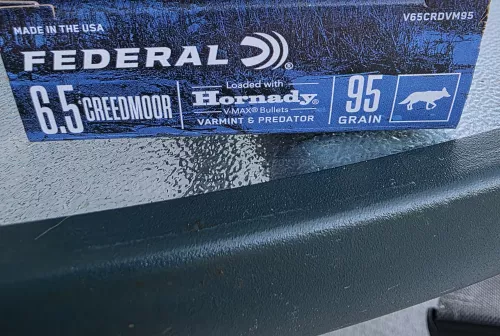 MADE IN THE USA
V65CRDVM95
FEDERAL®
6.5 CREEDMOOR
Loaded with
Hornady®
V-MAX® Bullets
VARMINT & PREDATOR
95
GRAIN